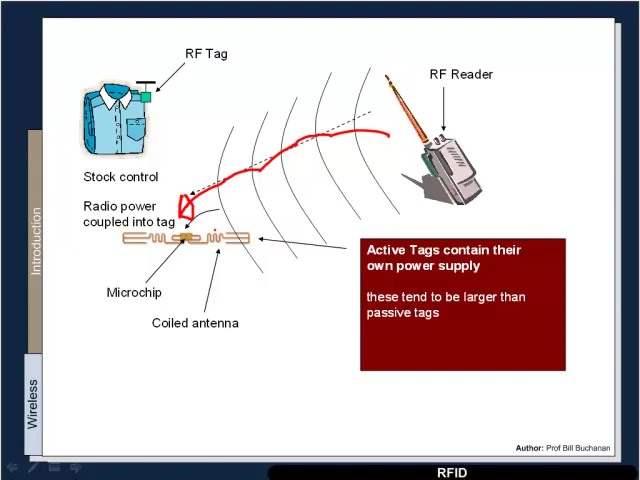 RF Tag
RF Reader
Stock control
Radio power
coupled into tag
Microchip
Coiled antenna
Active Tags contain their
own power supply
these tend to be larger than
passive tags
Introduction
Wireless
Author: Prof Bill Buchanan
RFID